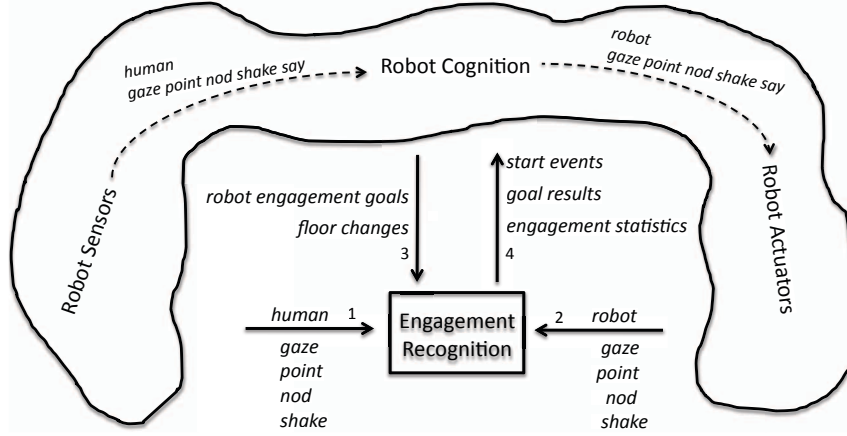 human
gaze point nod shake say
Robot Cognition
robot
gaze point nod shake say
Robot Sensors
Robot Actuators
robot engagement goals
floor changes
3
start events
goal results
engagement statistics
4
human 1
gaze
point
nod
shake
Engagement
Recognition
2 robot
gaze
point
nod
shake